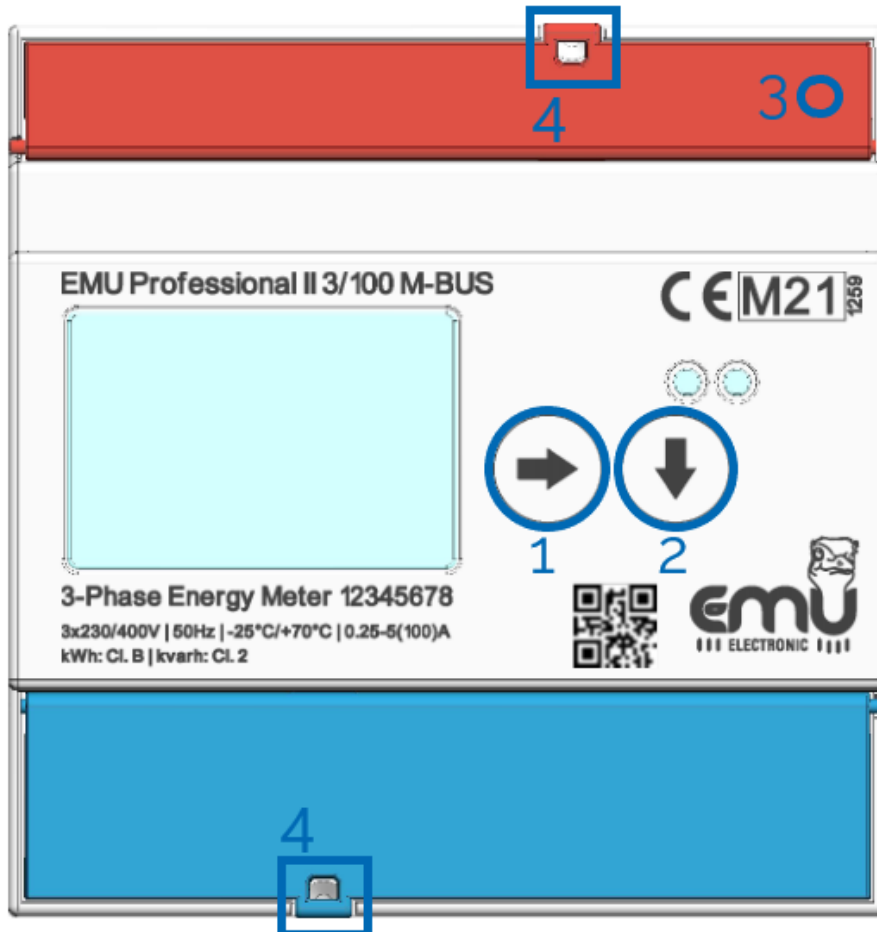 4
3
EMU Professional II 3/100 M-BUS
CE M21 1259
1
2
3-Phase Energy Meter 12345678
3x230/400V | 50Hz | -25°C/+70°C | 0.25-5(100)A
kWh: Cl. B | kvarh: Cl. 2
emu
ELECTRONIC
4